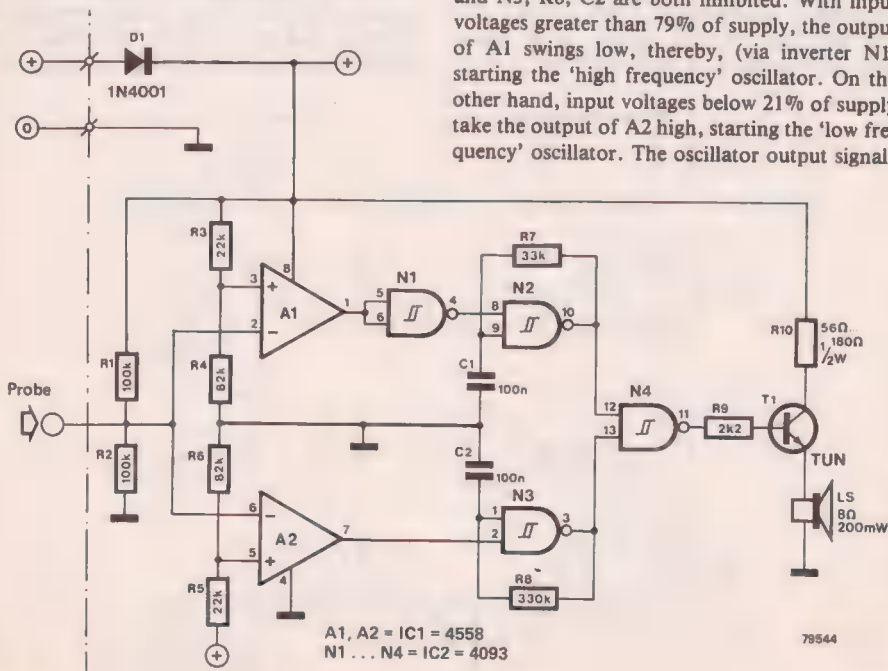 and N3, R8, C2 are both inhibited. With input
voltages greater than 79% of supply, the output
of A1 swings low, thereby, (via inverter N1
starting the 'high frequency' oscillator. On th
other hand, input voltages below 21% of supply
take the output of A2 high, starting the 'low fre
quency' oscillator. The oscillator output signal
D1
1N4001
+
+
0
R3
22k
R7
33k
3
8
+
A1
1
2
-
N1
5
6
4
N2
8
9
10
R10
56Ω...
180Ω
1/2W
R1
100k
R4
82k
C1
100n
N4
12
13
11
R9
2k2
T1
TUN
Probe
R2
100k
R6
82k
C2
100n
N3
1
2
3
LS
8Ω
200mW
6
-
A2
7
5
+
4
R5
22k
R8
330k
+
A1, A2 = IC1 = 4558
N1 ... N4 = IC2 = 4093
79544